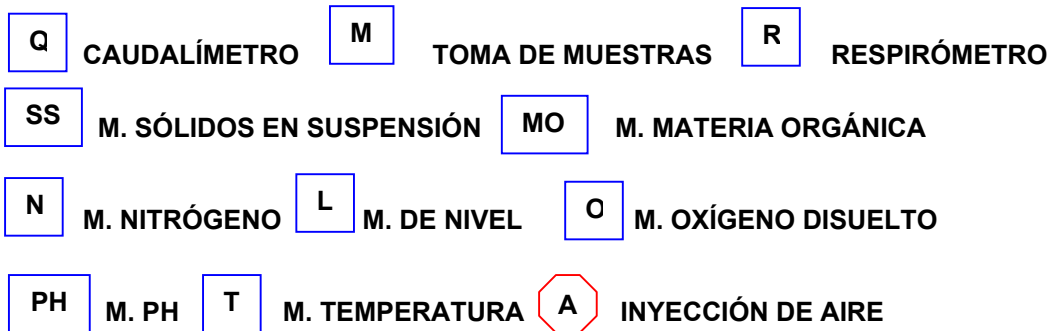 Q CAUDALÍMETRO M TOMA DE MUESTRAS R RESPIRÓMETRO
SS M. SÓLIDOS EN SUSPENSIÓN MO M. MATERIA ORGÁNICA
N M. NITRÓGENO L M. DE NIVEL O M. OXÍGENO DISUELTO
PH M. PH T M. TEMPERATURA A INYECCIÓN DE AIRE